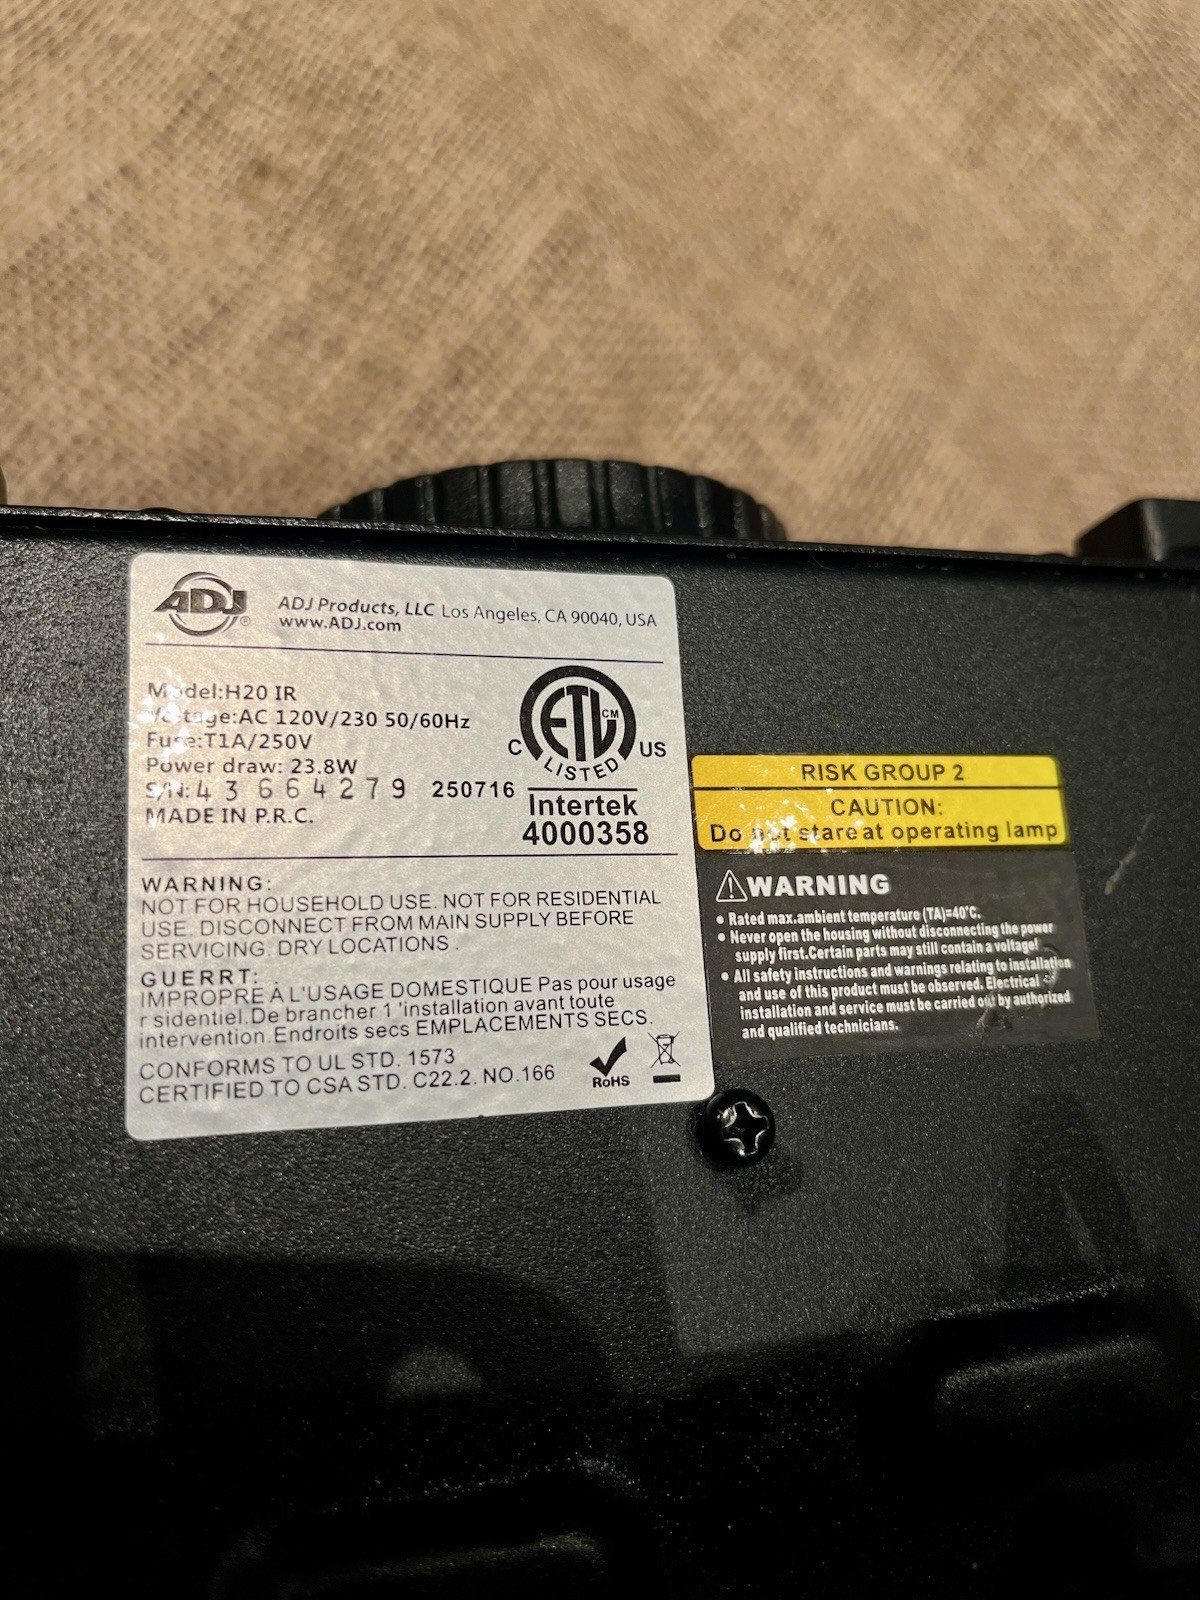 ADJ®
ADJ Products, LLC Los Angeles, CA 90040, USA
www.ADJ.com
Model:H20 IR
Voltage:AC 120V/230 50/60Hz
Fuse:T1A/250V
Power draw: 23.8W
S/N: 43 664279 250716
MADE IN P.R.C.
ETL CM
C US
LISTED
Intertek
4000358
WARNING:
NOT FOR HOUSEHOLD USE. NOT FOR RESIDENTIAL
USE. DISCONNECT FROM MAIN SUPPLY BEFORE
SERVICING. DRY LOCATIONS .
GUERRT:
IMPROPRE A L'USAGE DOMESTIQUE Pas pour usage
r sidentiel.De brancher 1 'installation avant toute
intervention.Endroits secs EMPLACEMENTS SECS.
CONFORMS TO UL STD. 1573
CERTIFIED TO CSA STD. C22.2. NO.166
RoHS
RISK GROUP 2
CAUTION:
Do not stare at operating lamp
WARNING
• Rated max.ambient temperature (TA)=40°C.
• Never open the housing without disconnecting the power
supply first.Certain parts may still contain a voltage!
• All safety instructions and warnings relating to installation
and use of this product must be observed. Electrical
installation and service must be carried out by authorized
and qualified technicians.